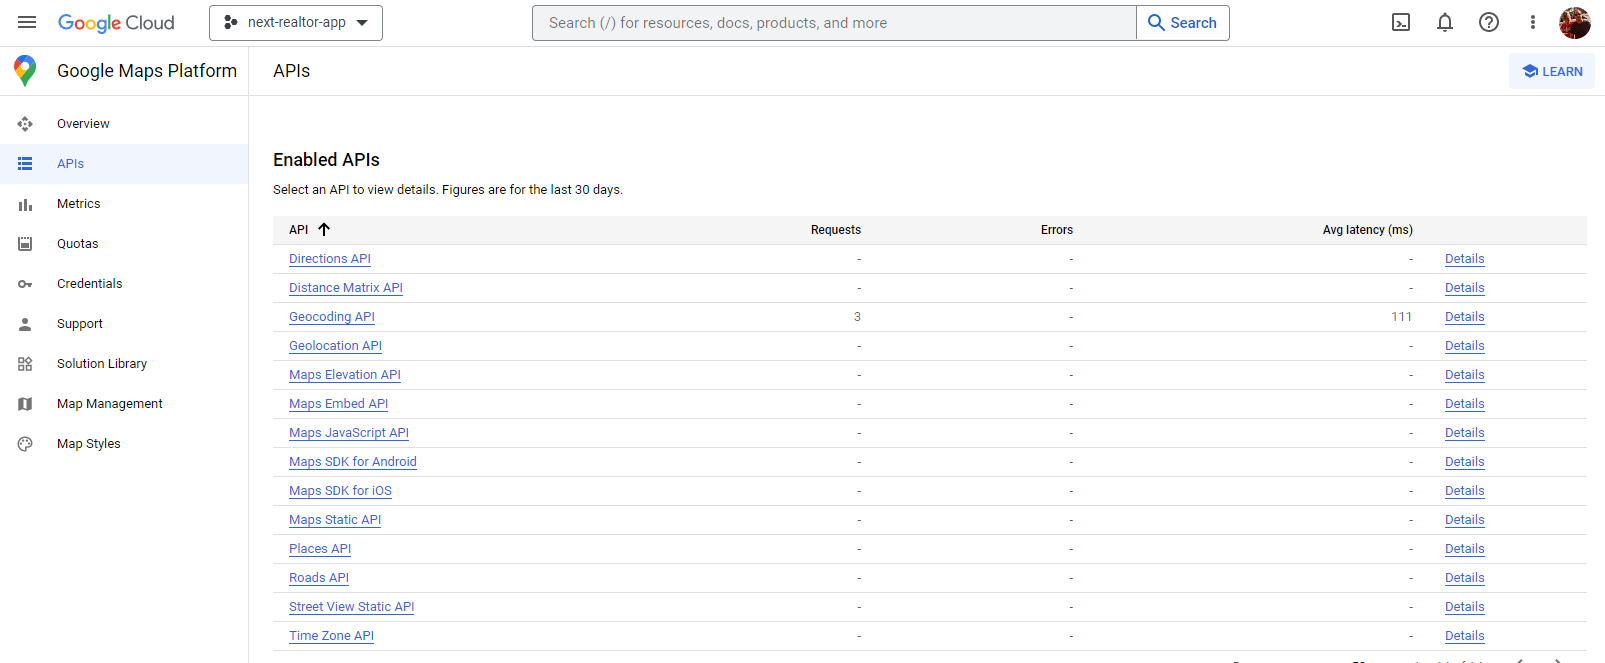 Google Cloud
next-realtor-app
Search (/) for resources, docs, products, and more
Search
Google Maps Platform
APIs
LEARN
Overview
APIs
Metrics
Quotas
Credentials
Support
Solution Library
Map Management
Map Styles
Enabled APIs
Select an API to view details. Figures are for the last 30 days.
API Requests Errors Avg latency (ms)
Directions API - - - Details
Distance Matrix API - - - Details
Geocoding API 3 - 111 Details
Geolocation API - - - Details
Maps Elevation API - - - Details
Maps Embed API - - - Details
Maps JavaScript API - - - Details
Maps SDK for Android - - - Details
Maps SDK for iOS - - - Details
Maps Static API - - - Details
Places API - - - Details
Roads API - - - Details
Street View Static API - - - Details
Time Zone API - - - Details